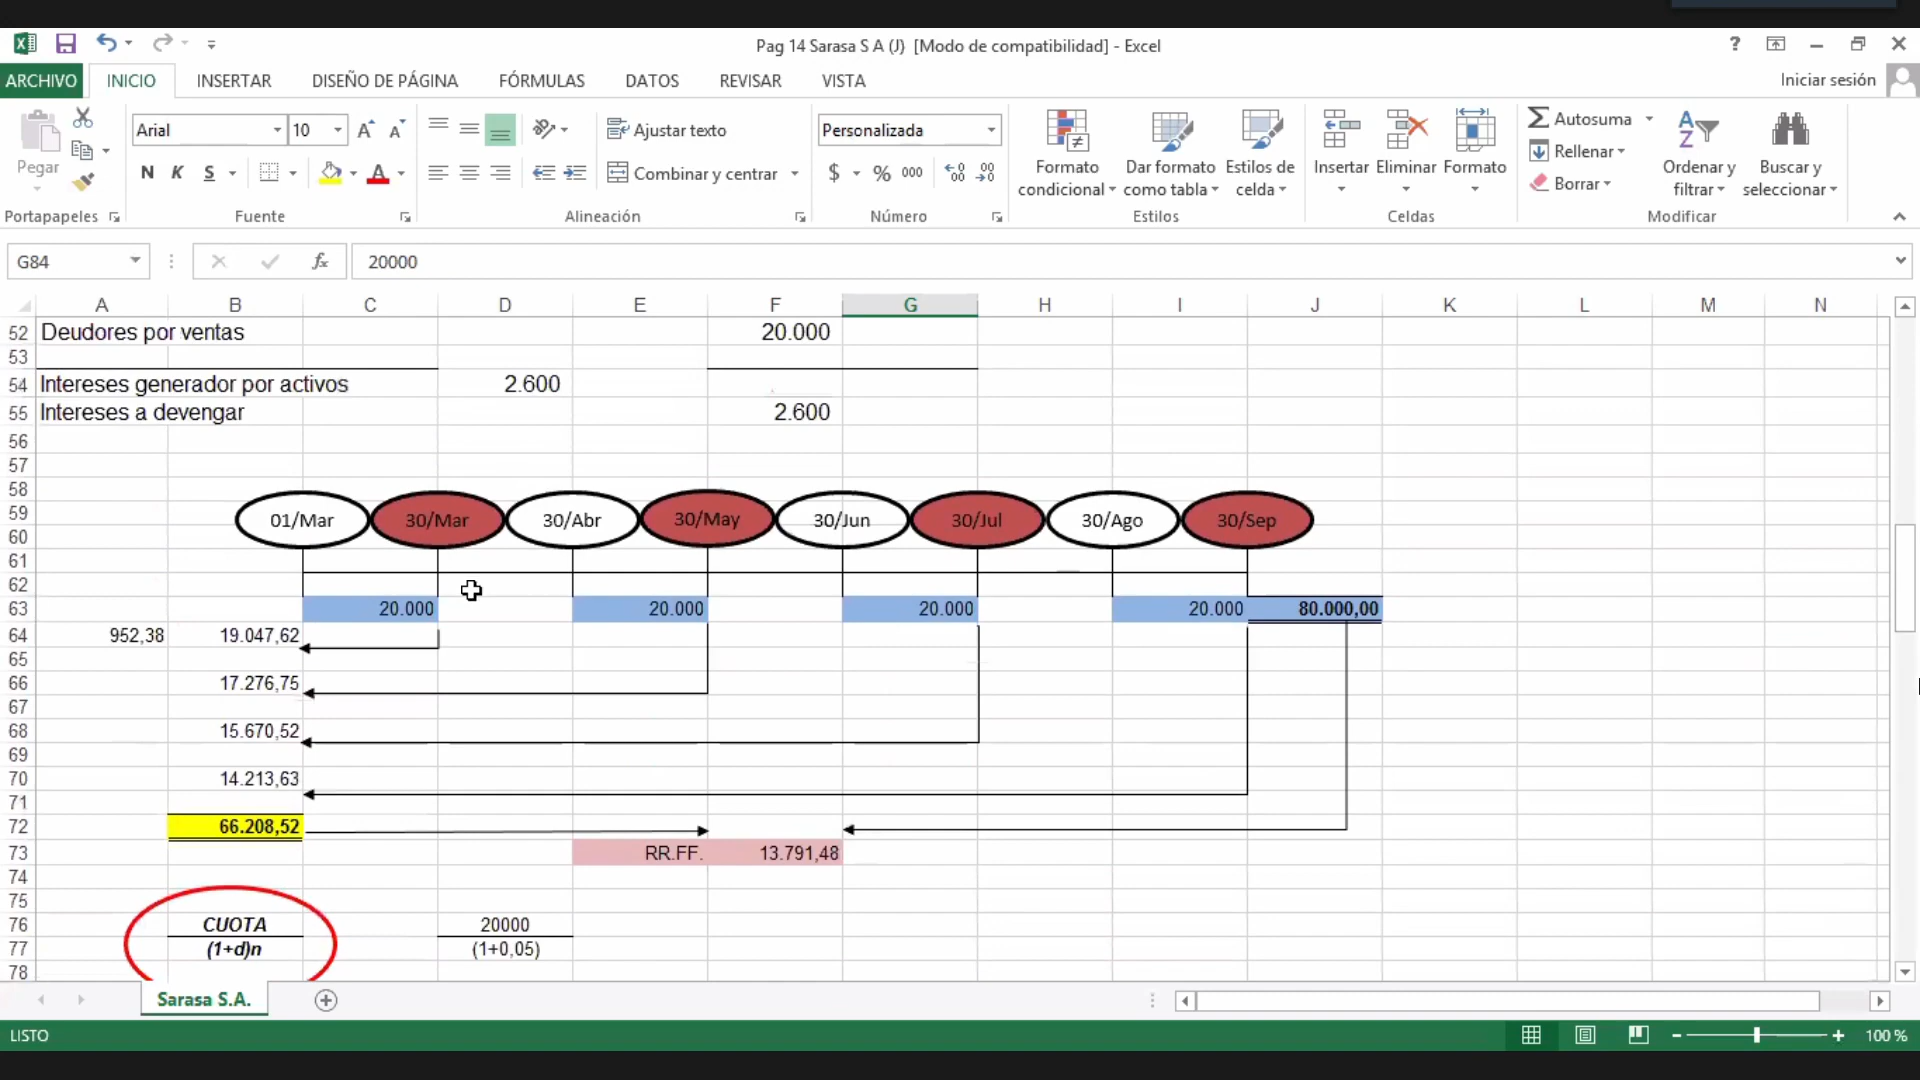 Pag 14 Sarasa S A (J)  [Modo de compatibilidad] - Excel
ARCHIVO INICIO INSERTAR DISEÑO DE PÁGINA FÓRMULAS DATOS REVISAR VISTA Iniciar sesión
Pegar
Arial 10
N K S
Ajustar texto
Combinar y centrar
Personalizada
$ % 000
Formato condicional
Dar formato como tabla
Estilos de celda
Insertar Eliminar Formato
Autosuma
Rellenar
Borrar
Ordenar y filtrar
Buscar y seleccionar
Portapapeles Fuente Alineación Número Estilos Celdas Modificar
G84 fx 20000
A B C D E F G H I J K L M N
52 Deudores por ventas 20.000
53
54 Intereses generador por activos 2.600
55 Intereses a devengar 2.600
56
57
58
59 01/Mar 30/Mar 30/Abr 30/May 30/Jun 30/Jul 30/Ago 30/Sep
60
61
62
63 20.000 20.000 20.000 20.000 80.000,00
64 952,38 19.047,62
65
66 17.276,75
67
68 15.670,52
69
70 14.213,63
71
72 66.208,52
73 RR.FF. 13.791,48
74
75
76 CUOTA 20000
77 (1+d)n (1+0,05)
78
Sarasa S.A.
LISTO 100 %